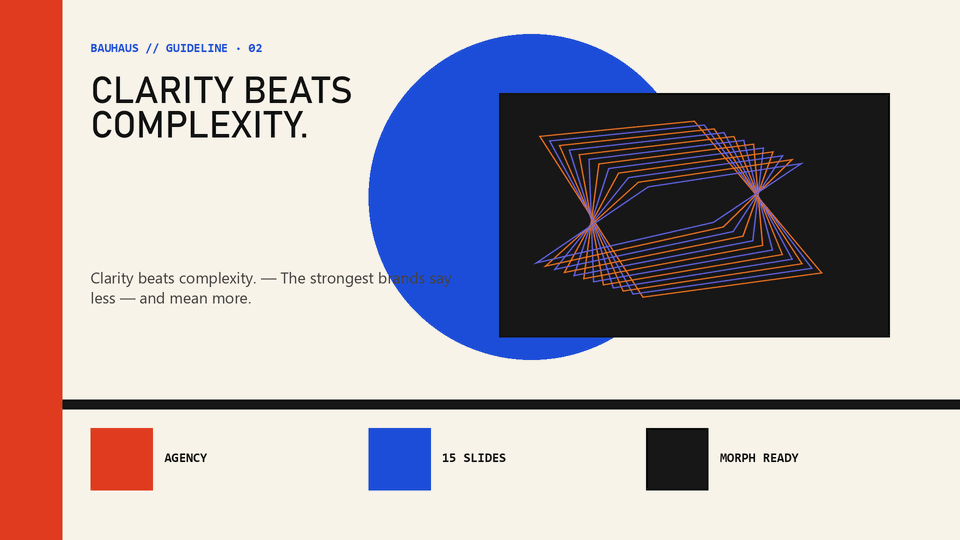 BAUHAUS // GUIDELINE · 02
CLARITY BEATS
COMPLEXITY.
Clarity beats complexity. — The strongest brands say
less — and mean more.
AGENCY
15 SLIDES
MORPH READY